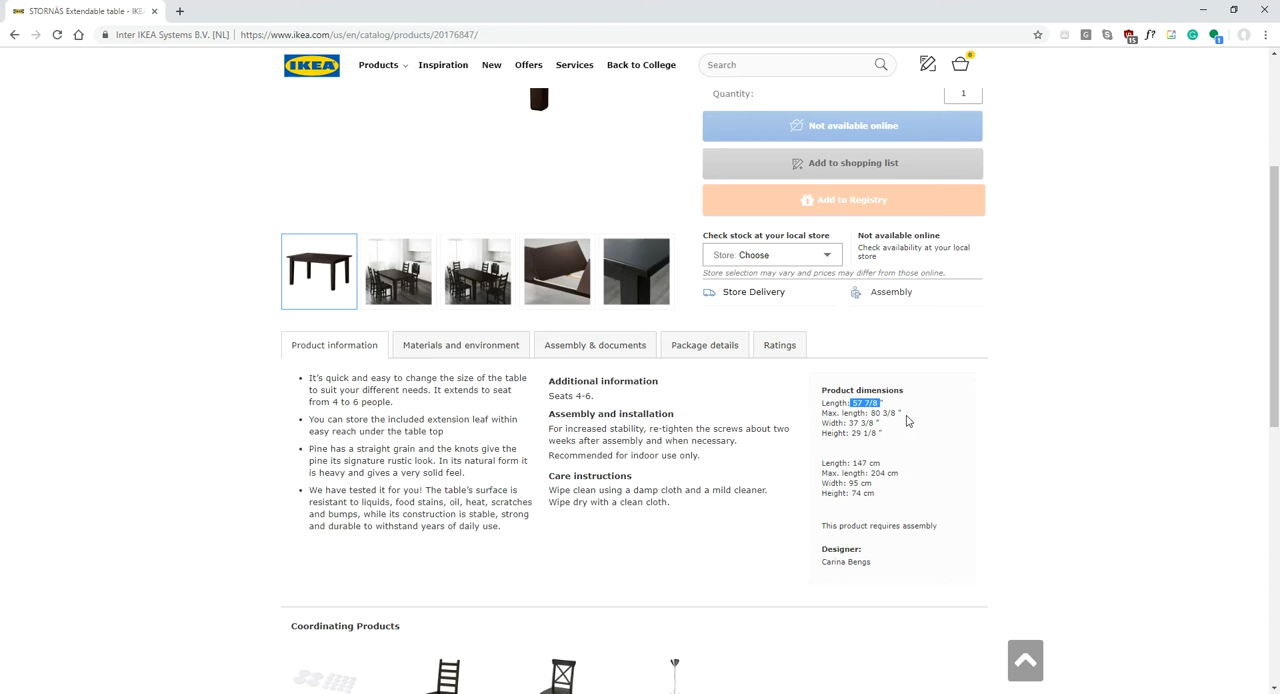 STORNÄS Extendable table - IKE
Inter IKEA Systems B.V. [NL] https://www.ikea.com/us/en/catalog/products/20176847/
IKEA Products Inspiration New Offers Services Back to College Search 0
Quantity: 1
Not available online
Add to shopping list
Add to Registry
Check stock at your local store
Store: Choose
Not available online
Check availability at your local
store
Store selection may vary and prices may differ from those online.
Store Delivery Assembly
Product information Materials and environment Assembly & documents Package details Ratings
• It's quick and easy to change the size of the table
to suit your different needs. It extends to seat
from 4 to 6 people.
• You can store the included extension leaf within
easy reach under the table top
• Pine has a straight grain and the knots give the
pine its signature rustic look. In its natural form it
is heavy and gives a very solid feel.
• We have tested it for you! The table's surface is
resistant to liquids, food stains, oil, heat, scratches
and bumps, while its construction is stable, strong
and durable to withstand years of daily use.
Additional information
Seats 4-6.
Assembly and installation
For increased stability, re-tighten the screws about two
weeks after assembly and when necessary.
Recommended for indoor use only.
Care instructions
Wipe clean using a damp cloth and a mild cleaner.
Wipe dry with a clean cloth.
Product dimensions
Length: 57 7/8 "
Max. length: 80 3/8 "
Width: 37 3/8 "
Height: 29 1/8 "
Length: 147 cm
Max. length: 204 cm
Width: 95 cm
Height: 74 cm
This product requires assembly
Designer:
Carina Bengs
Coordinating Products